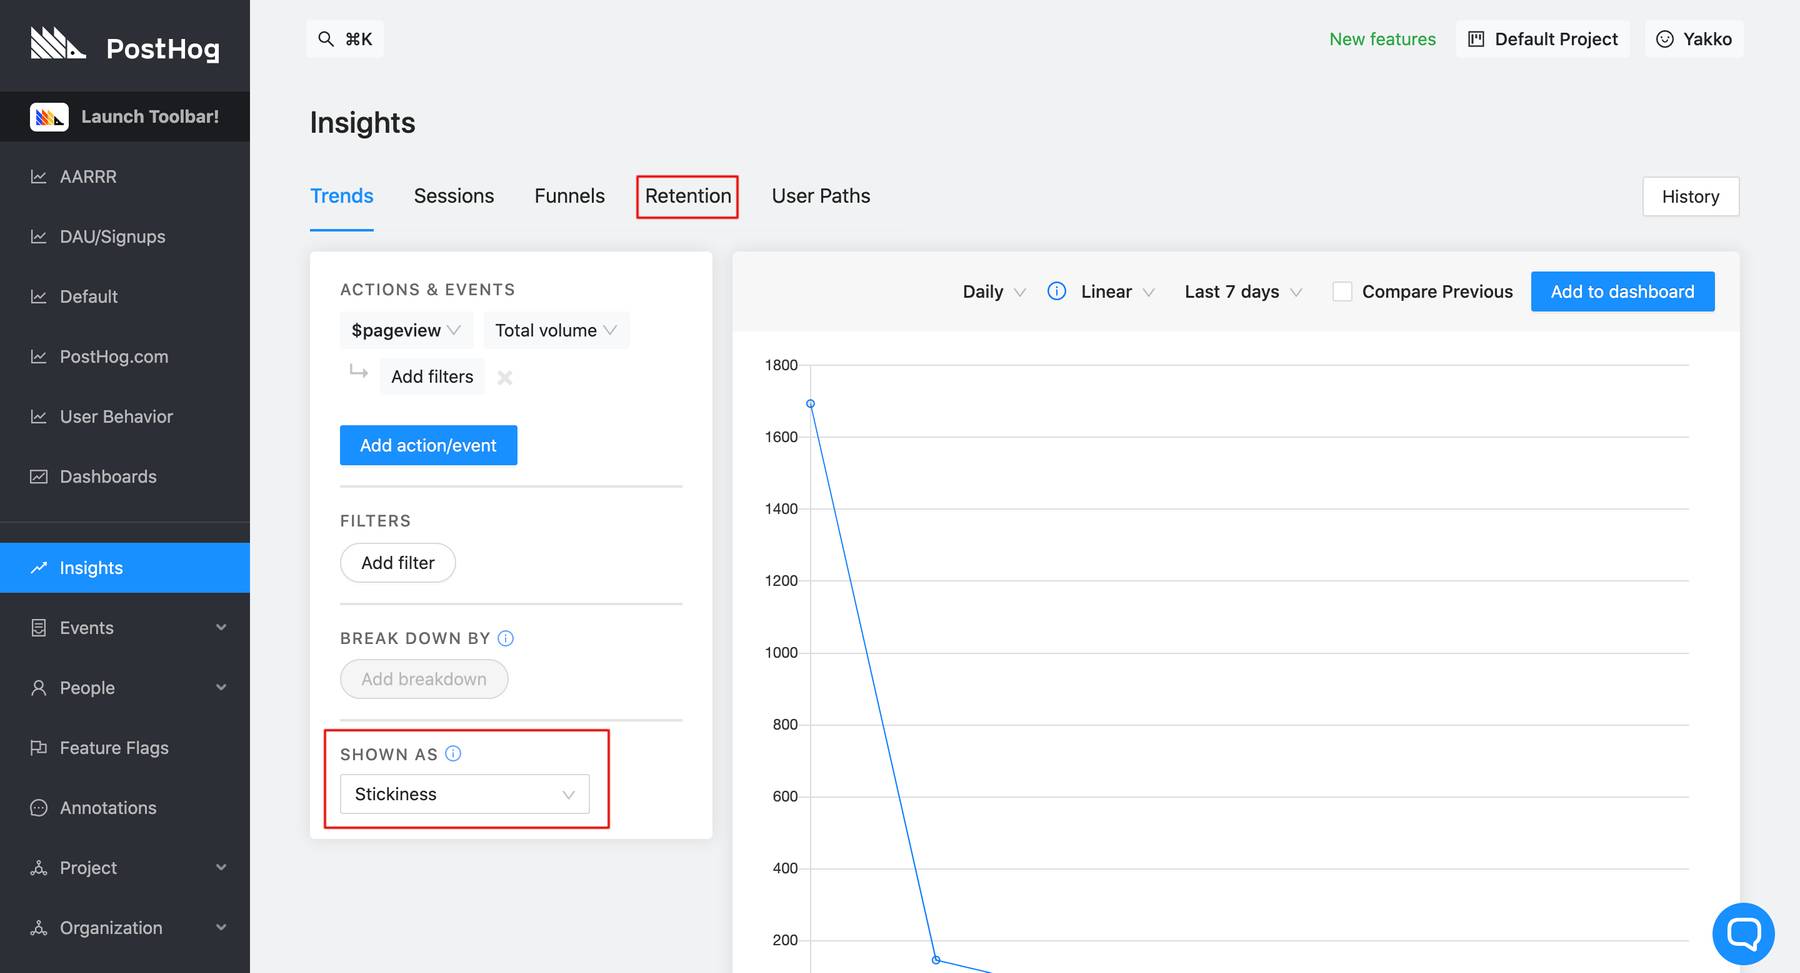 PostHog
Launch Toolbar!
AARRR
DAU/Signups
Default
PostHog.com
User Behavior
Dashboards
Insights
Events
People
Feature Flags
Annotations
Project
Organization
⌘K
New features
Default Project
Yakko
Insights
Trends
Sessions
Funnels
Retention
User Paths
History
ACTIONS & EVENTS
$pageview
Total volume
Add filters
Add action/event
FILTERS
Add filter
BREAK DOWN BY
Add breakdown
SHOWN AS
Stickiness
Daily
Linear
Last 7 days
Compare Previous
Add to dashboard
1800
1600
1400
1200
1000
800
600
400
200